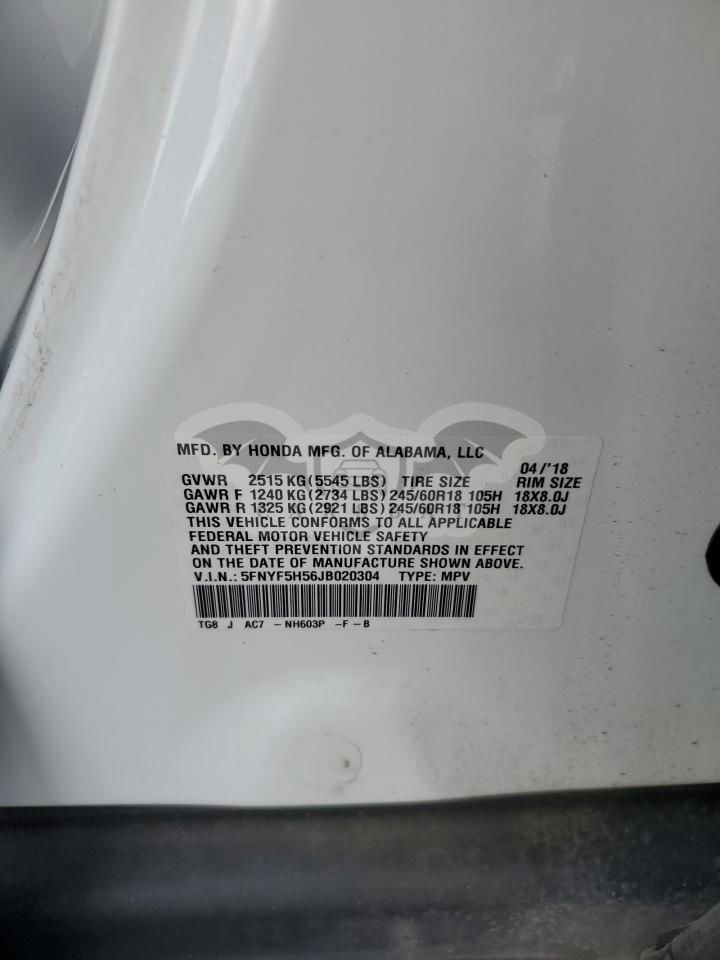 MFD. BY HONDA MFG. OF ALABAMA, LLC
04/'18
GVWR 2515 KG (5545 LBS) TIRE SIZE RIM SIZE
GAWR F 1240 KG (2734 LBS) 245/60R18 105H 18X8.0J
GAWR R 1325 KG (2921 LBS) 245/60R18 105H 18X8.0J
THIS VEHICLE CONFORMS TO ALL APPLICABLE
FEDERAL MOTOR VEHICLE SAFETY
AND THEFT PREVENTION STANDARDS IN EFFECT
ON THE DATE OF MANUFACTURE SHOWN ABOVE.
V.I.N.: 5FNYF5H56JB020304 TYPE: MPV
TG8 J AC7 -NH603P -F-B